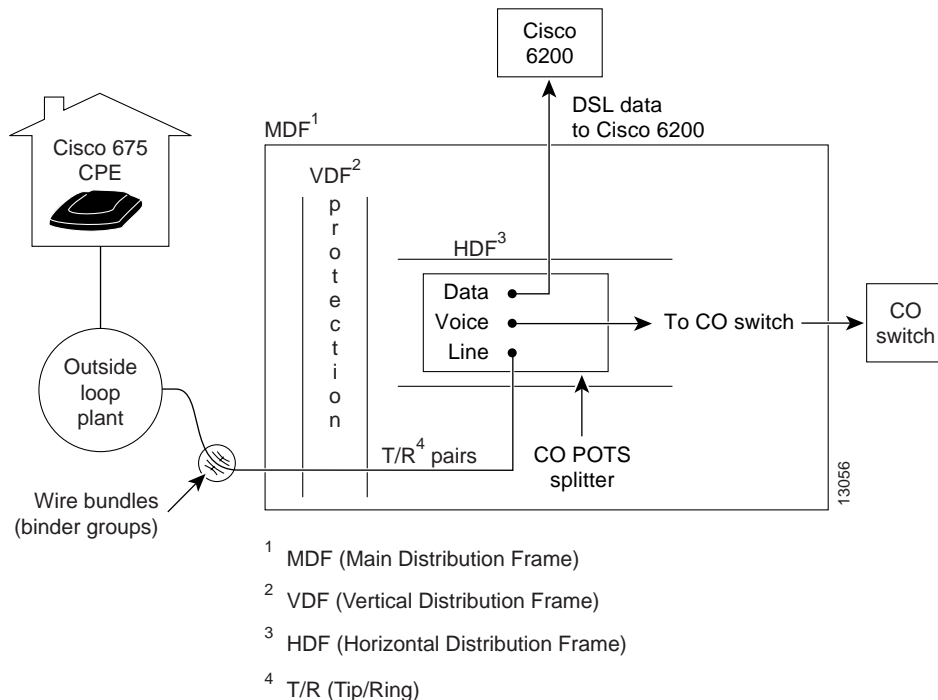 Cisco
6200
DSL data
to Cisco 6200
MDF1
Cisco 675
CPE
VDF2
protection
HDF3
Data
Voice
Line
To CO switch
CO
switch
Outside
loop
plant
T/R4 pairs
CO POTS
splitter
Wire bundles
(binder groups)
13056
1 MDF (Main Distribution Frame)
2 VDF (Vertical Distribution Frame)
3 HDF (Horizontal Distribution Frame)
4 T/R (Tip/Ring)